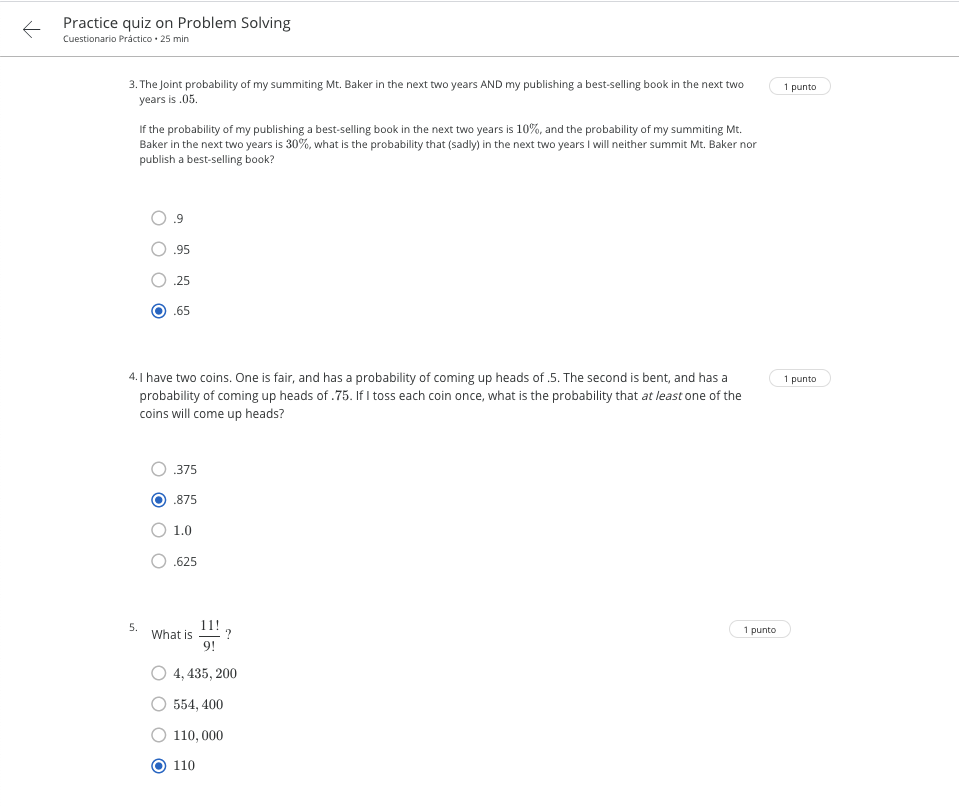 Practice quiz on Problem Solving
Cuestionario Práctico • 25 min
3. The Joint probability of my summiting Mt. Baker in the next two years AND my publishing a best-selling book in the next two
years is .05.
1 punto
If the probability of my publishing a best-selling book in the next two years is 10%, and the probability of my summiting Mt.
Baker in the next two years is 30%, what is the probability that (sadly) in the next two years I will neither summit Mt. Baker nor
publish a best-selling book?
.9
.95
.25
.65
4. I have two coins. One is fair, and has a probability of coming up heads of .5. The second is bent, and has a
probability of coming up heads of .75. If I toss each coin once, what is the probability that at least one of the
coins will come up heads?
1 punto
.375
.875
1.0
.625
5. What is 11!/9! ?
1 punto
4, 435, 200
554, 400
110, 000
110